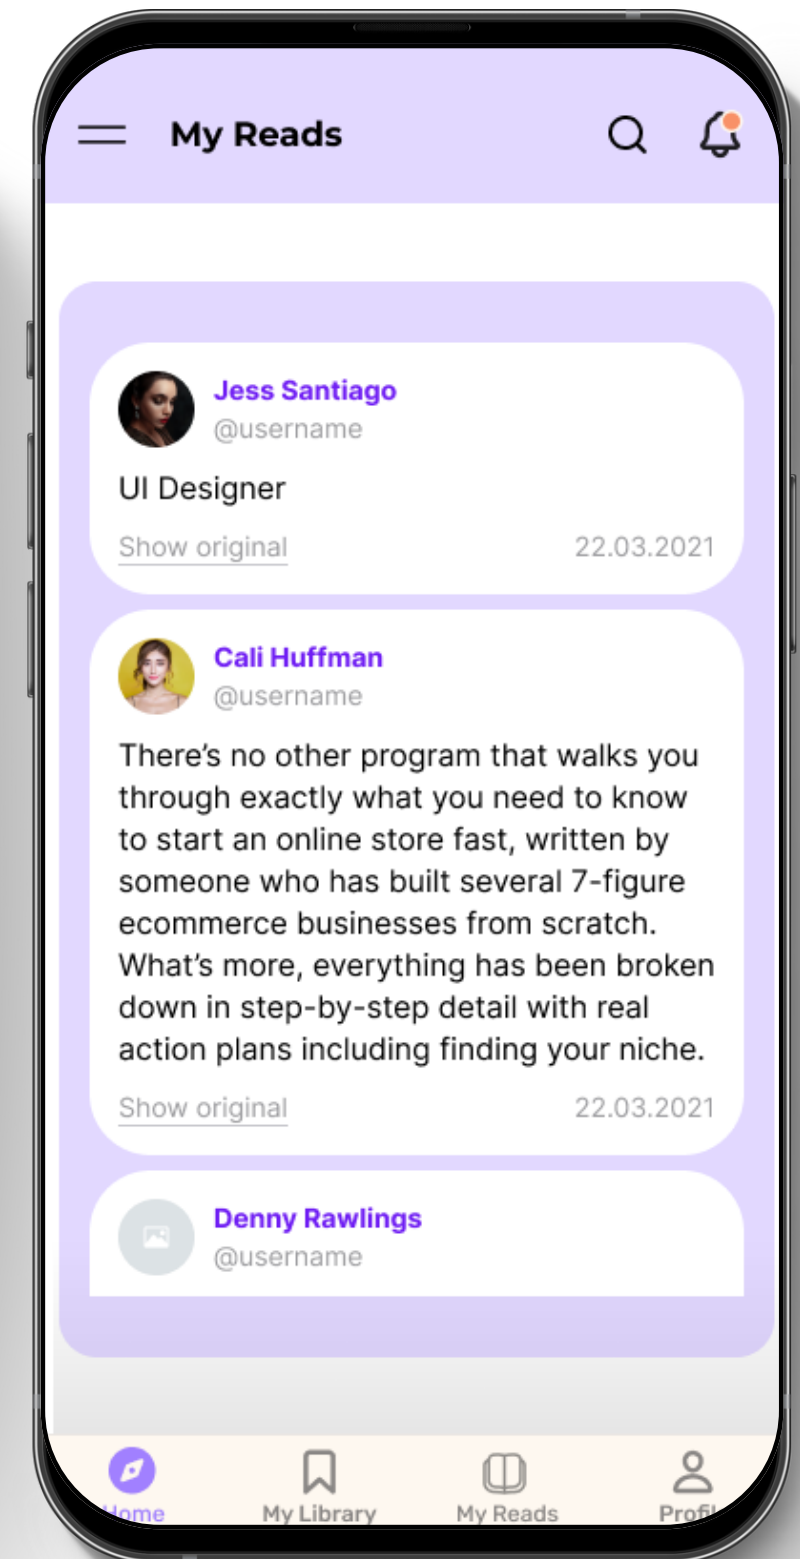 My Reads
Jess Santiago
@username
UI Designer
Show original
22.03.2021
Cali Huffman
@username
There’s no other program that walks you
through exactly what you need to know
to start an online store fast, written by
someone who has built several 7-figure
ecommerce businesses from scratch.
What’s more, everything has been broken
down in step-by-step detail with real
action plans including finding your niche.
Show original
22.03.2021
Denny Rawlings
@username
Home
My Library
My Reads
Profil